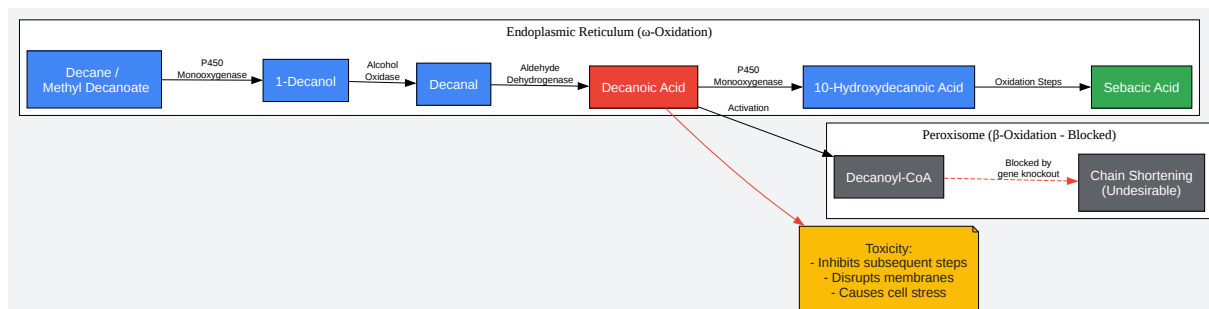 Endoplasmic Reticulum (ω-Oxidation)
Decane /
Methyl Decanoate
P450
Monooxygenase
1-Decanol
Alcohol
Oxidase
Decanal
Aldehyde
Dehydrogenase
Decanoic Acid
P450
Monooxygenase
10-Hydroxydecanoic Acid
Oxidation Steps
Sebacic Acid
Activation
Peroxisome (β-Oxidation - Blocked)
Decanoyl-CoA
Blocked by
gene knockout
Chain Shortening
(Undesirable)
Toxicity:
- Inhibits subsequent steps
- Disrupts membranes
- Causes cell stress